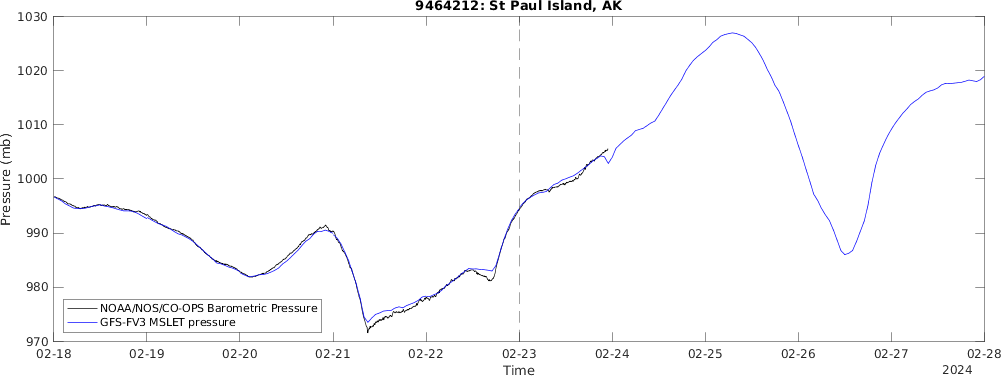 9464212: St Paul Island, AK
1030
1020
1010
1000
990
980
970
Pressure (mb)
NOAA/NOS/CO-OPS Barometric Pressure
GFS-FV3 MSLET pressure
02-18 02-19 02-20 02-21 02-22 02-23 02-24 02-25 02-26 02-27 02-28
Time
2024